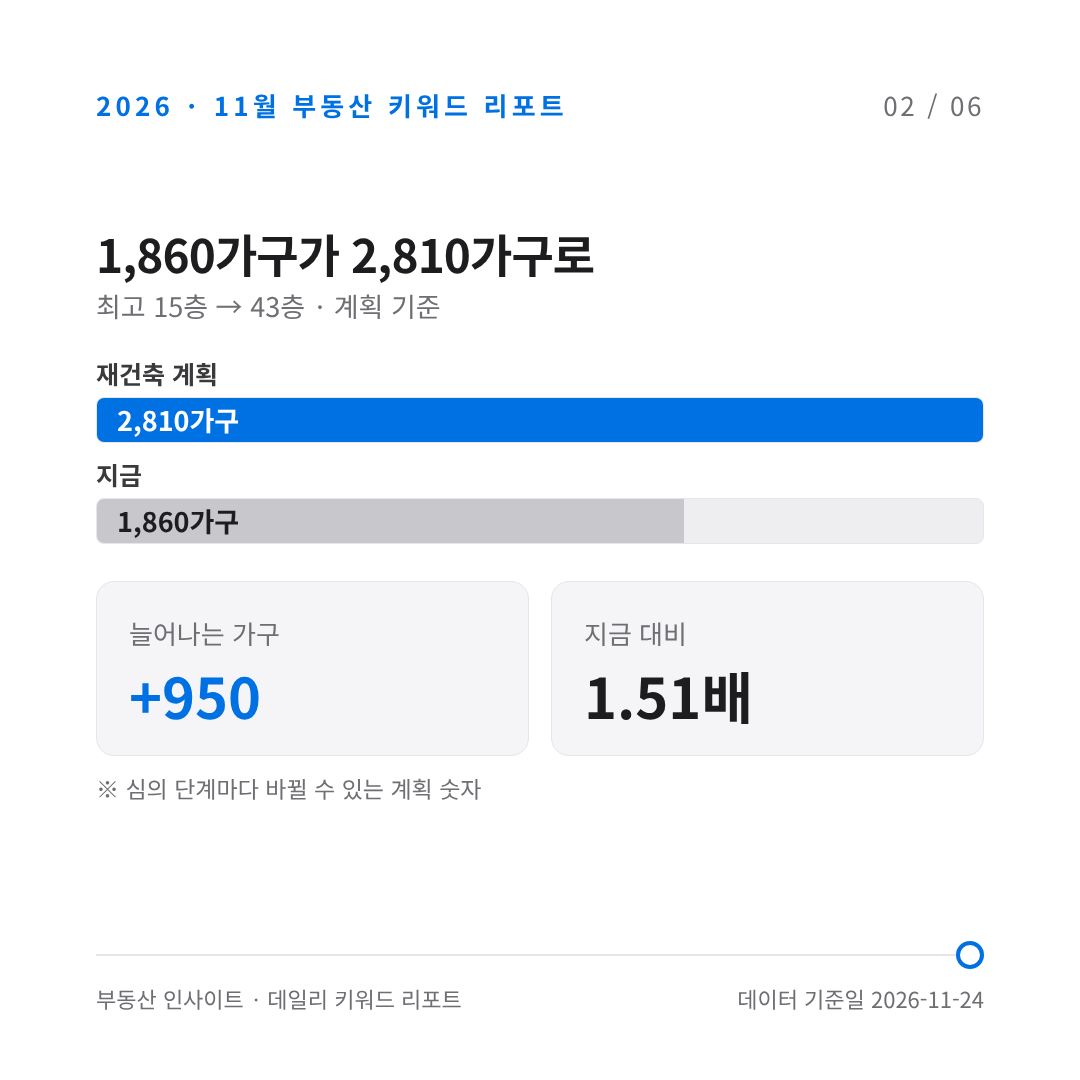 2026 · 11월 부동산 키워드 리포트
02 / 06
1,860가구가 2,810가구로
최고 15층 → 43층 · 계획 기준
재건축 계획
2,810가구
지금
1,860가구
늘어나는 가구
+950
지금 대비
1.51배
※ 심의 단계마다 바뀔 수 있는 계획 숫자
부동산 인사이트 · 데일리 키워드 리포트
데이터 기준일 2026-11-24